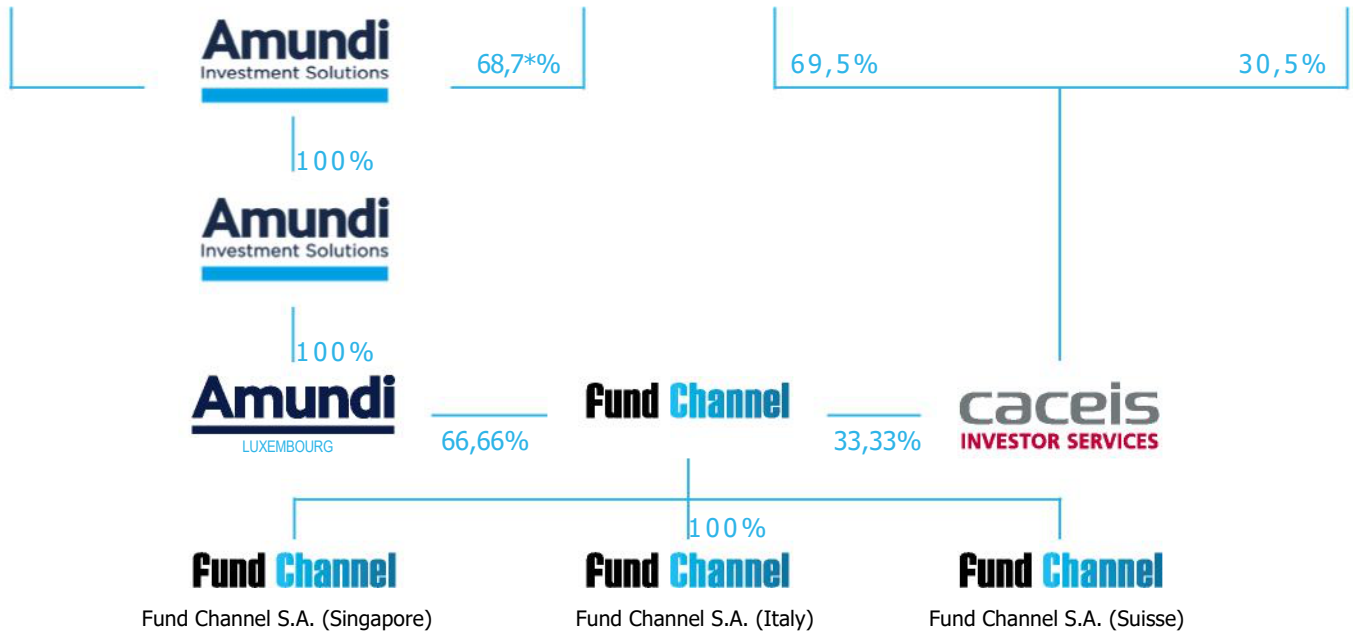 Amundi
Investment Solutions
68,7*%
69,5%
30,5%
100%
Amundi
Investment Solutions
100%
Amundi
LUXEMBOURG
66,66%
Fund Channel
33,33%
caceis
INVESTOR SERVICES
100%
Fund Channel
Fund Channel
Fund Channel
Fund Channel S.A. (Singapore)
Fund Channel S.A. (Italy)
Fund Channel S.A. (Suisse)